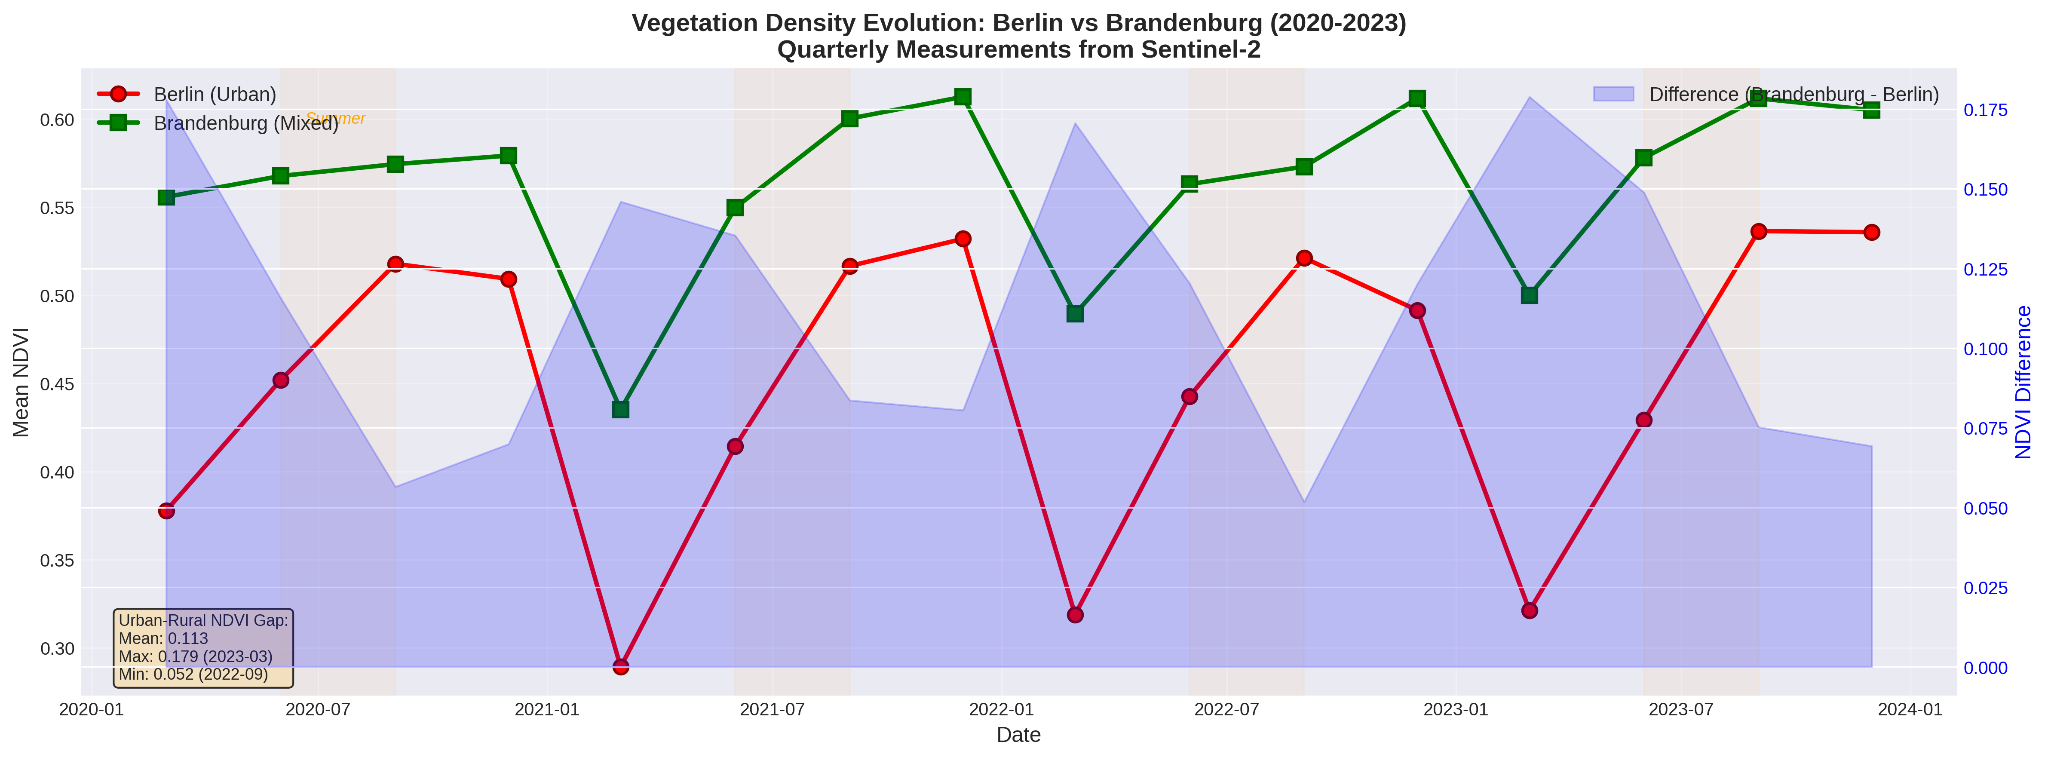 Vegetation Density Evolution: Berlin vs Brandenburg (2020-2023)
Quarterly Measurements from Sentinel-2
Berlin (Urban)
Brandenburg (Mixed)
Summer
Difference (Brandenburg - Berlin)
Mean NDVI
0.60
0.55
0.50
0.45
0.40
0.35
0.30
NDVI Difference
0.175
0.150
0.125
0.100
0.075
0.050
0.025
0.000
Urban-Rural NDVI Gap:
Mean: 0.113
Max: 0.179 (2023-03)
Min: 0.052 (2022-09)
2020-01 2020-07 2021-01 2021-07 2022-01 2022-07 2023-01 2023-07 2024-01
Date